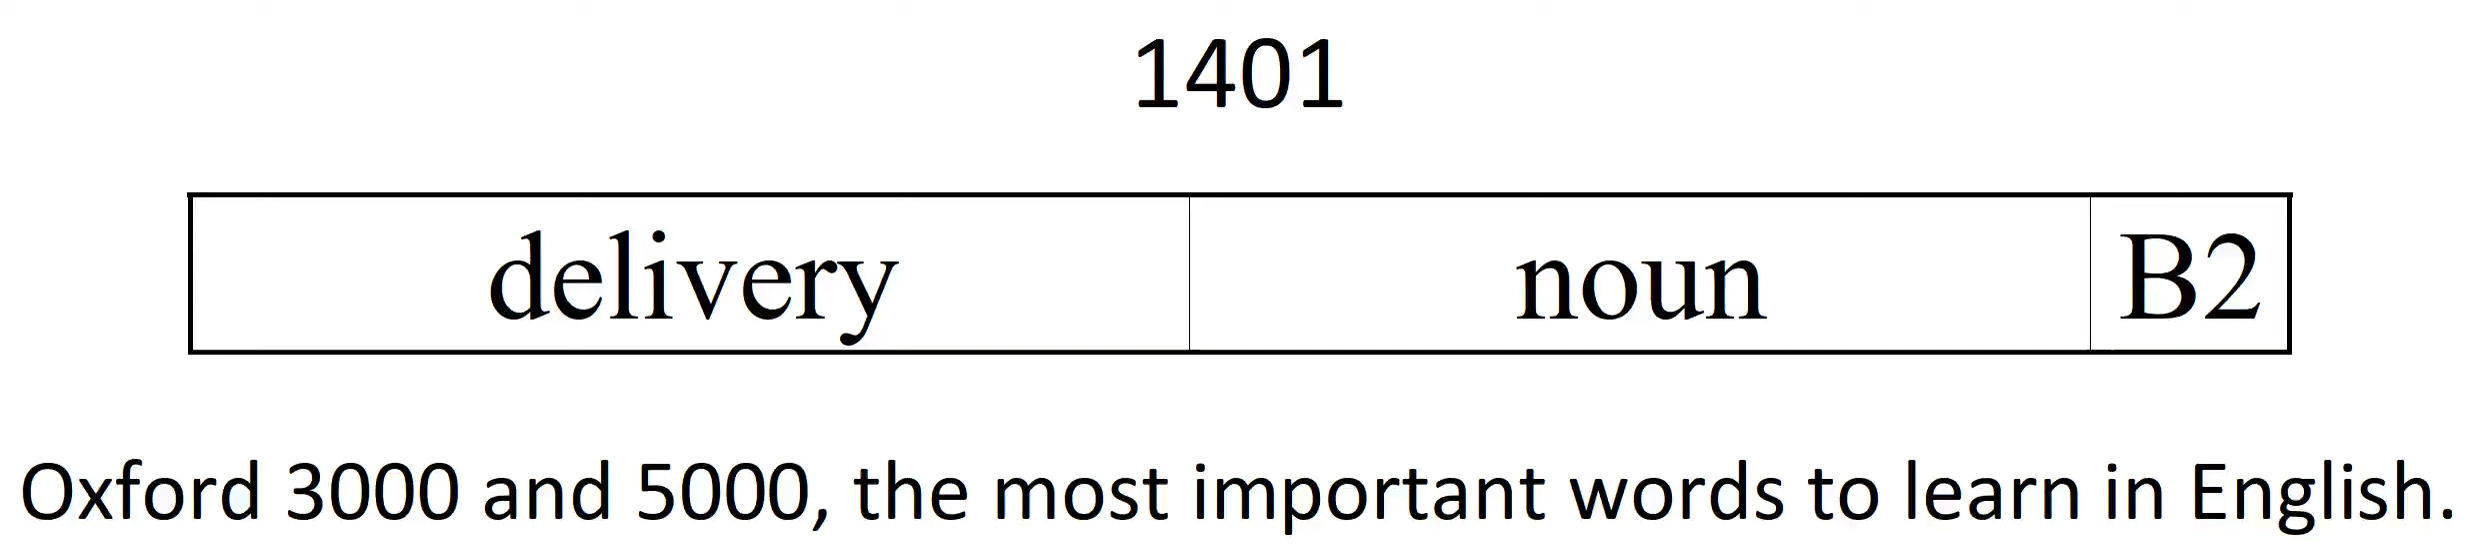 1401
delivery noun B2
Oxford 3000 and 5000, the most important words to learn in English.